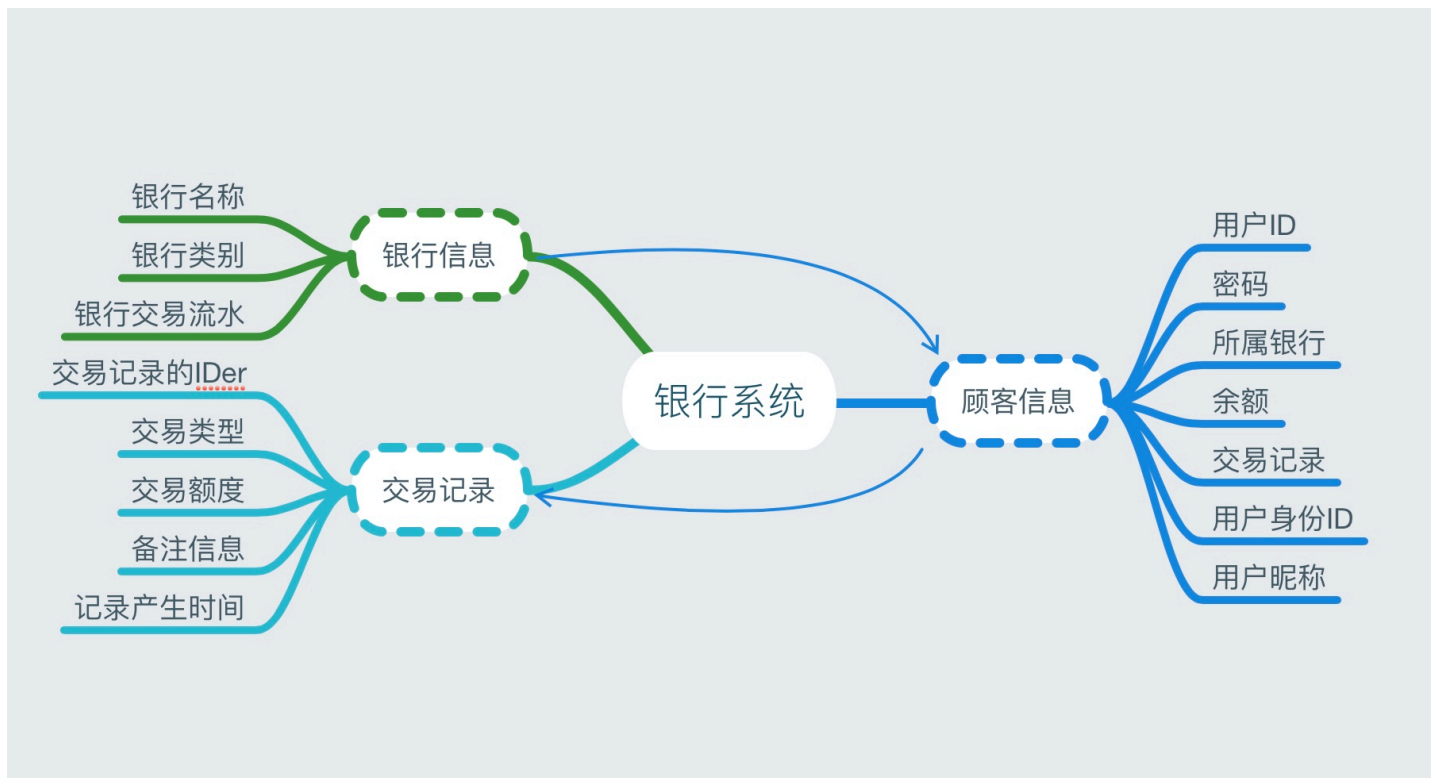 银行系统
银行信息
银行名称
银行类别
银行交易流水
交易记录
交易记录的IDer
交易类型
交易额度
备注信息
记录产生时间
顾客信息
用户ID
密码
所属银行
余额
交易记录
用户身份ID
用户昵称